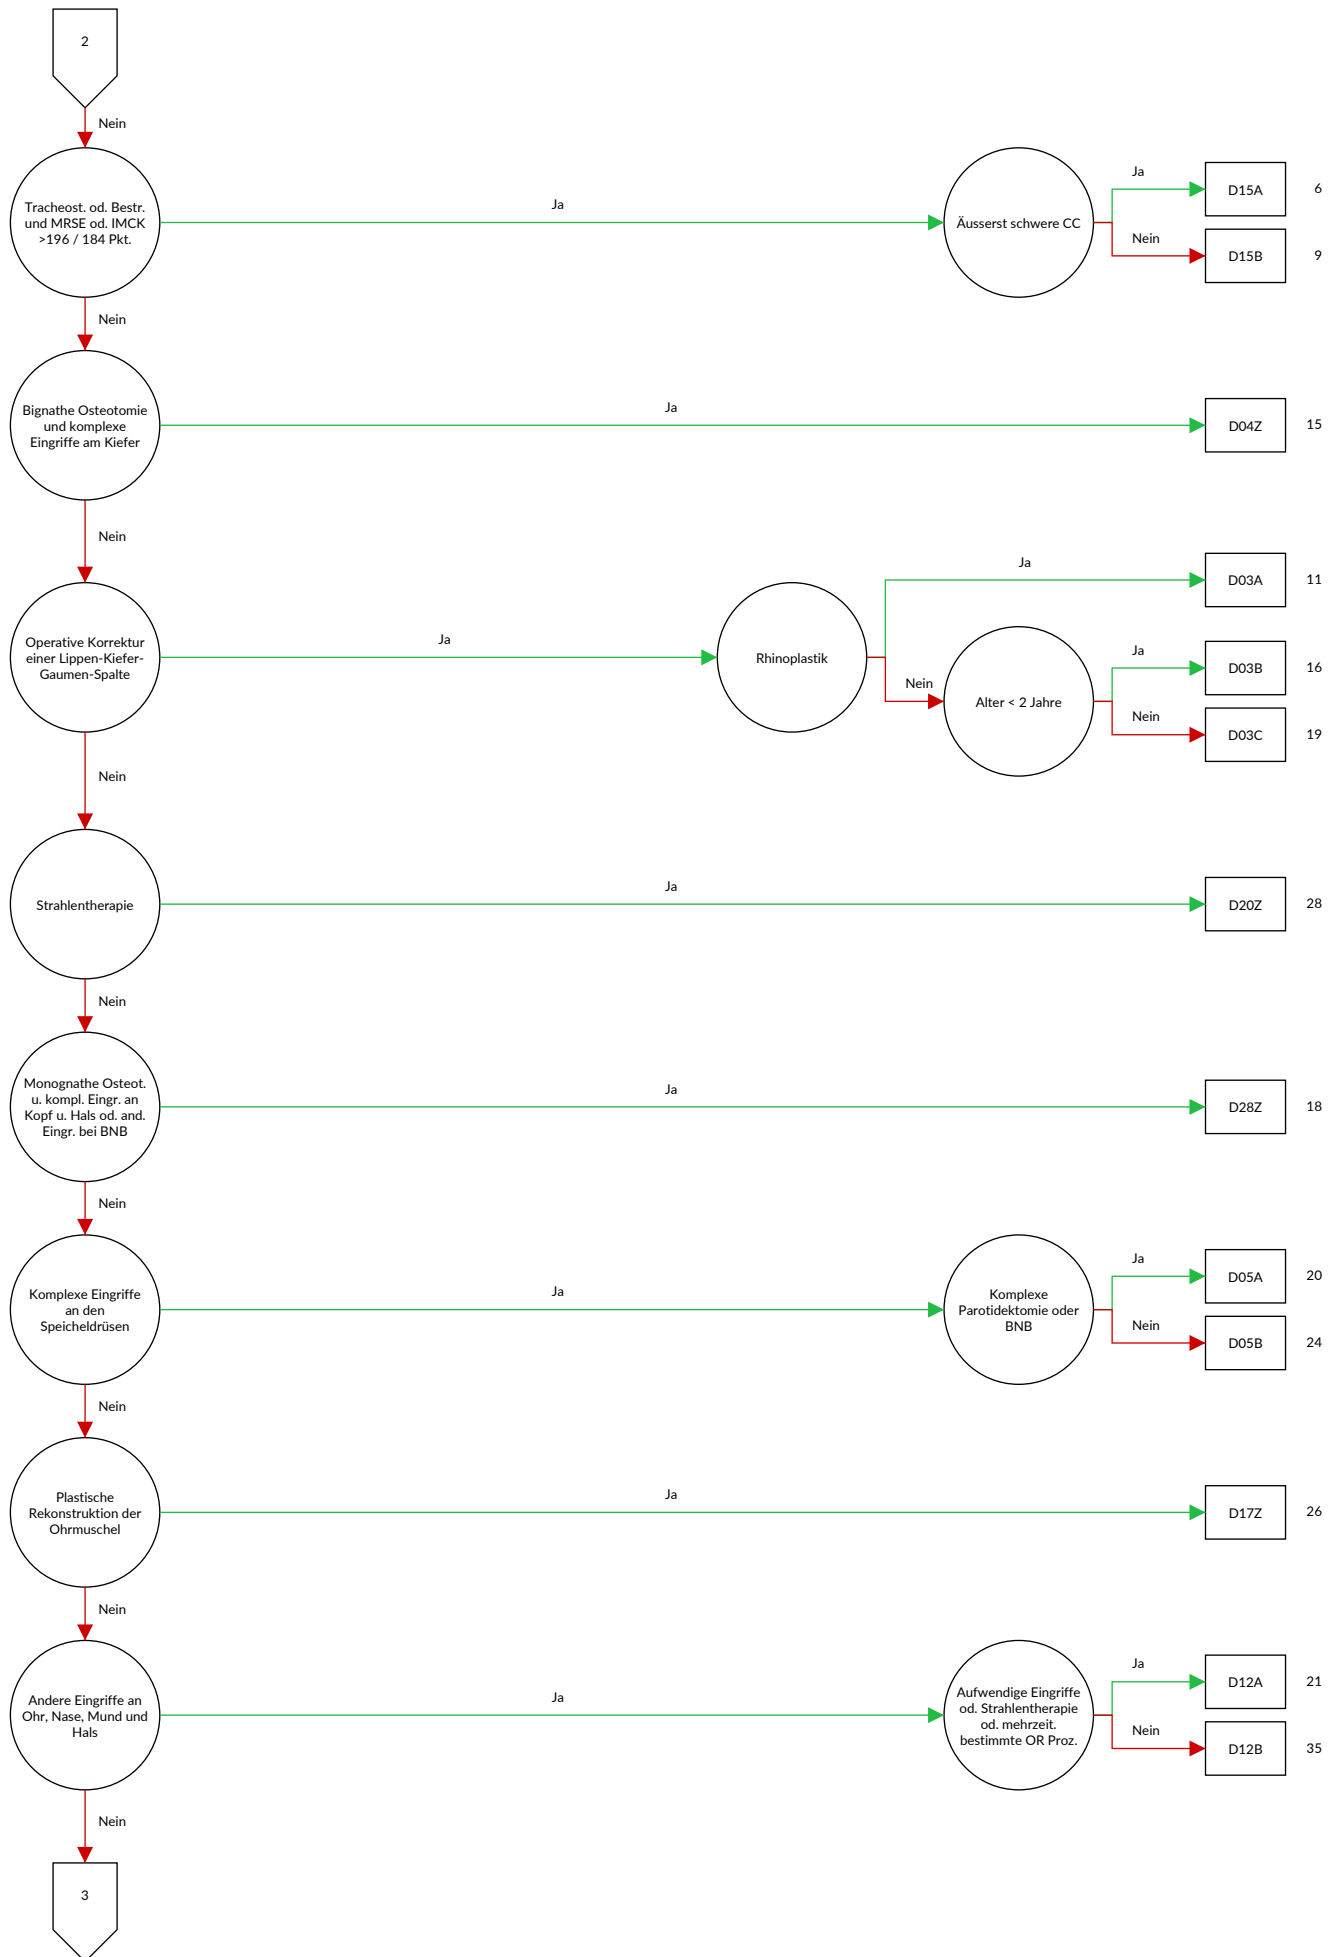 2
Nein
Tracheost. od. Bestr.
und MRSE od. IMCK
>196 / 184 Pkt.
Ja
Äusserst schwere CC
Ja
D15A
6
Nein
D15B
9
Nein
Bignathe Osteotomie
und komplexe
Eingriffe am Kiefer
Ja
D04Z
15
Nein
Operative Korrektur
einer Lippen-Kiefer-
Gaumen-Spalte
Ja
Rhinoplastik
Ja
D03A
11
Nein
Alter < 2 Jahre
Ja
D03B
16
Nein
D03C
19
Nein
Strahlentherapie
Ja
D20Z
28
Nein
Monognathe Osteot.
u. kompl. Eingr. an
Kopf u. Hals od. and.
Eingr. bei BNB
Ja
D28Z
18
Nein
Komplexe Eingriffe
an den
Speicheldrüsen
Ja
Komplexe
Parotidektomie oder
BNB
Ja
D05A
20
Nein
D05B
24
Nein
Plastische
Rekonstruktion der
Ohrmuschel
Ja
D17Z
26
Nein
Andere Eingriffe an
Ohr, Nase, Mund und
Hals
Ja
Aufwendige Eingriffe
od. Strahlentherapie
od. mehrzeit.
bestimmte OR Proz.
Ja
D12A
21
Nein
D12B
35
Nein
3